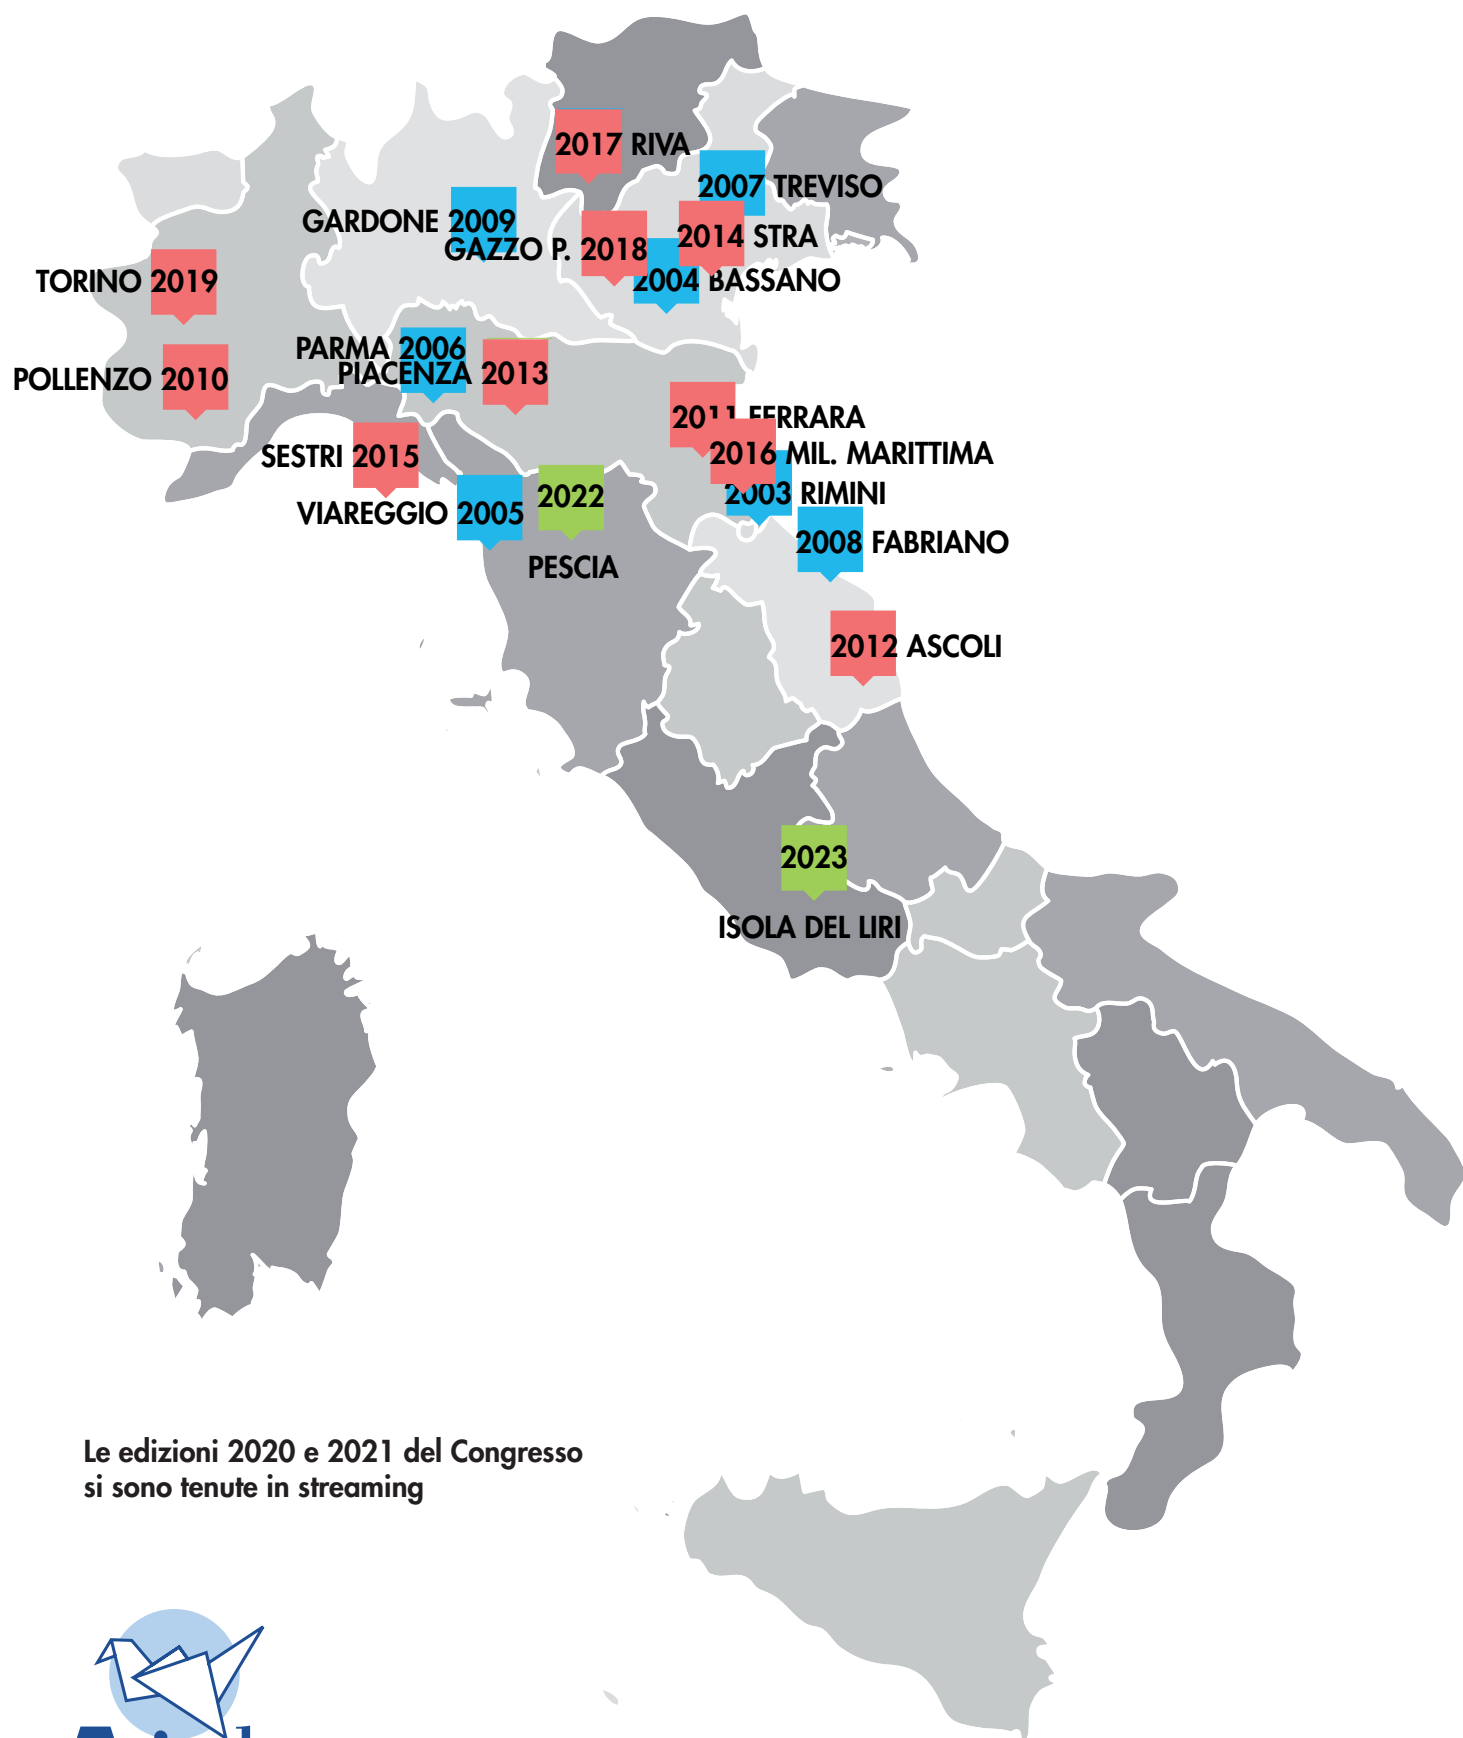 2017 RIVA
2007 TREVISO
GARDONE 2009
2014 STRA
GAZZO P. 2018
2004 BASSANO
TORINO 2019
PARMA 2006
PIACENZA 2013
POLLENZO 2010
2011 FERRARA
2016 MIL. MARITTIMA
SESTRI 2015
2003 RIMINI
2022
VIAREGGIO 2005
2008 FABRIANO
PESCIA
2012 ASCOLI
2023
ISOLA DEL LIRI
Le edizioni 2020 e 2021 del Congresso
si sono tenute in streaming